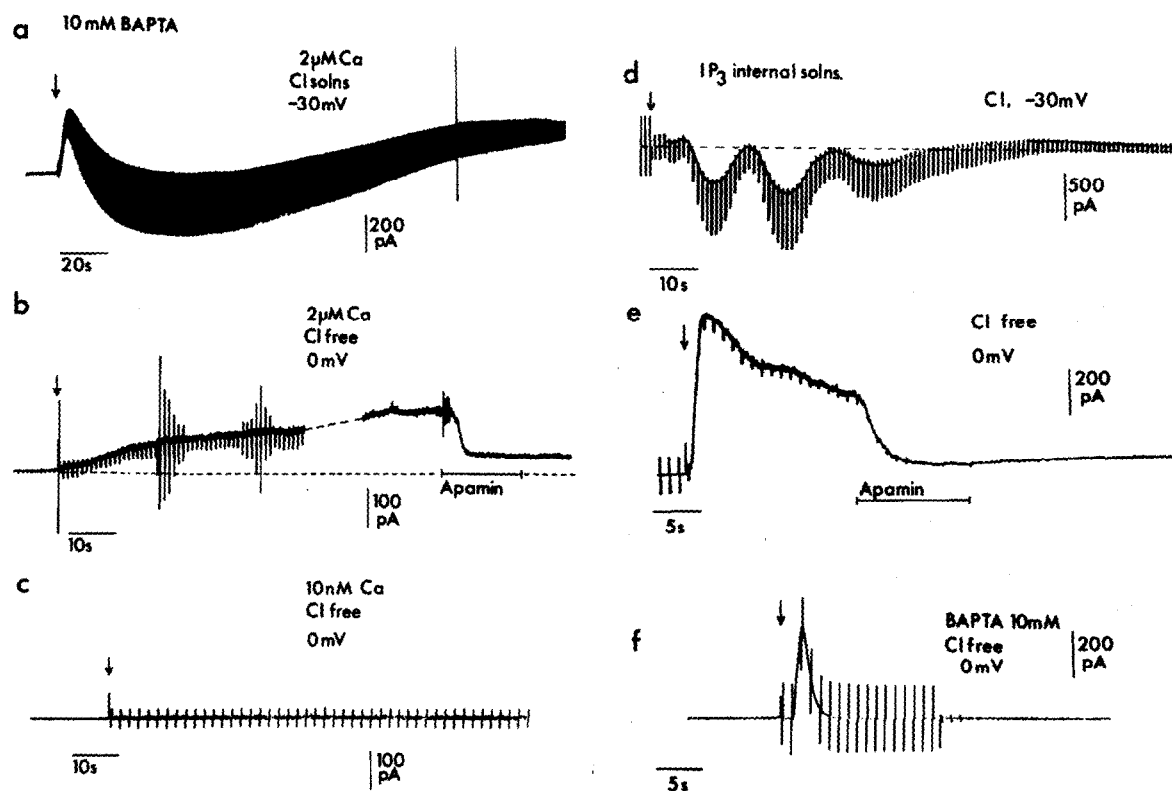 a
10 mM BAPTA
2µM Ca
Cl solns
-30mV
200
pA
20s
b
2µM Ca
Cl free
0mV
Apamin
100
pA
10s
c
10nM Ca
Cl free
0mV
10s
100
pA
d
IP3 internal solns.
Cl, -30mV
500
pA
10s
e
Cl free
0mV
200
pA
Apamin
5s
f
BAPTA 10mM
Cl free
0mV
200
pA
5s